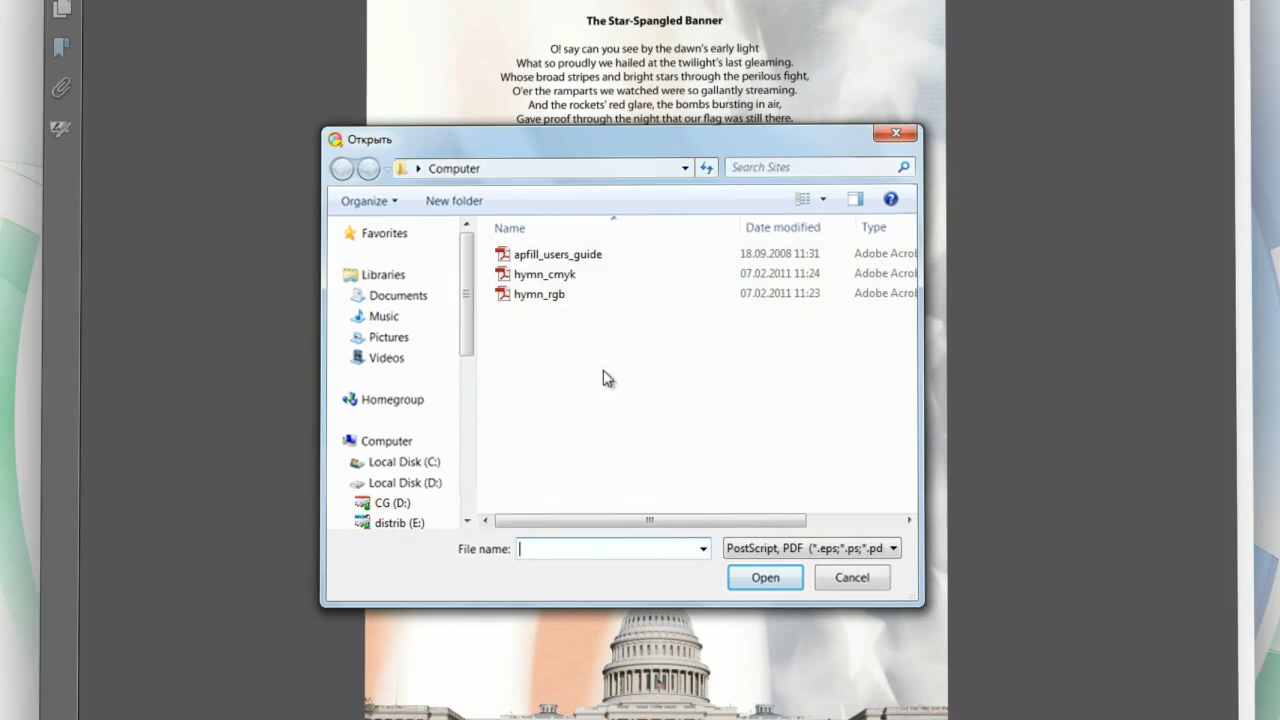 The Star-Spangled Banner
O! say can you see by the dawn's early light
What so proudly we hailed at the twilight's last gleaming.
Whose broad stripes and bright stars through the perilous fight,
O'er the ramparts we watched were so gallantly streaming.
And the rockets' red glare, the bombs bursting in air,
Gave proof through the night that our flag was still there.
Открыть
Computer
Search Sites
Organize
New folder
Name Date modified Type
Favorites
Libraries
Documents
Music
Pictures
Videos
Homegroup
Computer
Local Disk (C:)
Local Disk (D:)
CG (D:)
distrib (E:)
apfill_users_guide 18.09.2008 11:31 Adobe Acrol
hymn_cmyk 07.02.2011 11:24 Adobe Acrol
hymn_rgb 07.02.2011 11:23 Adobe Acrol
File name:
PostScript, PDF (*.eps;*.ps;*.pd
Open
Cancel